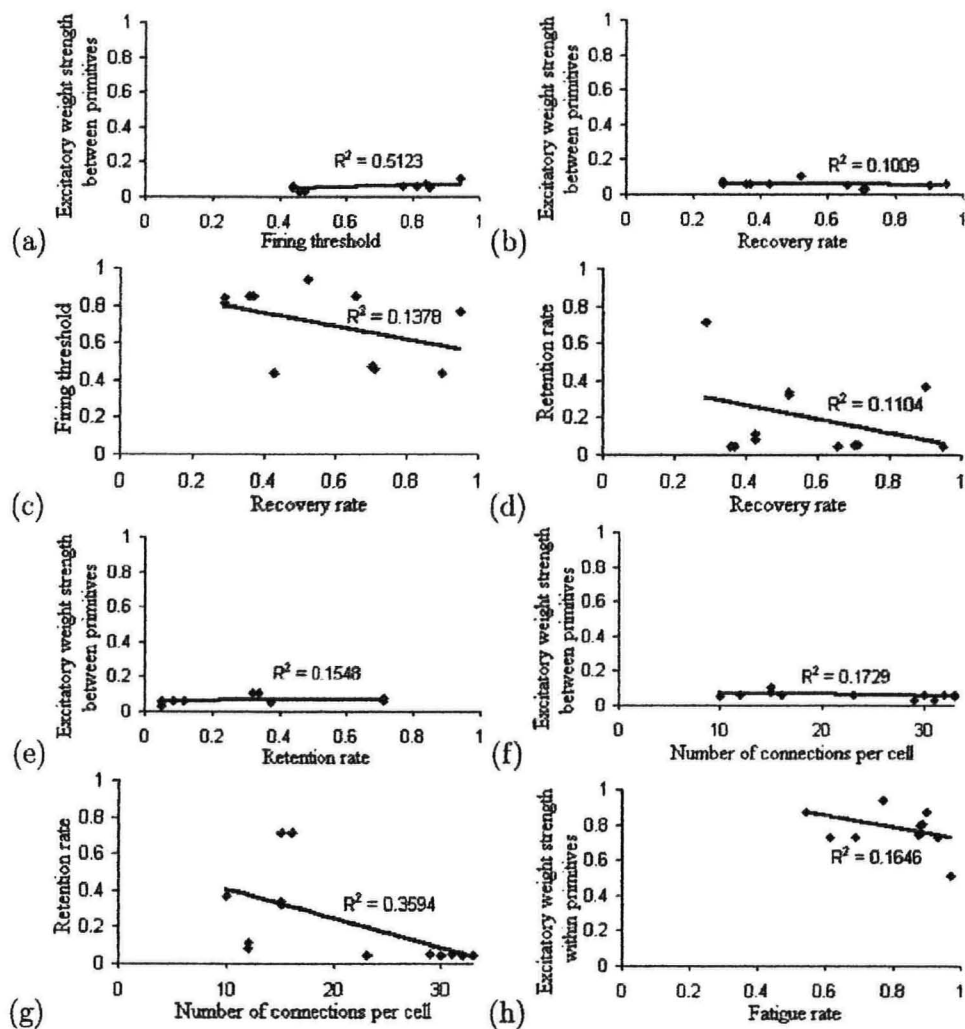 Excitatory weight strength
between primitives
1
0.8
0.6
0.4
0.2
0
R² = 0.5123
0 0.2 0.4 0.6 0.8 1
(a) Firing threshold
Excitatory weight strength
between primitives
1
0.8
0.6
0.4
0.2
0
R² = 0.1009
0 0.2 0.4 0.6 0.8 1
(b) Recovery rate
Firing threshold
1
0.8
0.6
0.4
0.2
0
R² = 0.1378
0 0.2 0.4 0.6 0.8 1
(c) Recovery rate
Retention rate
1
0.8
0.6
0.4
0.2
0
R² = 0.1104
0 0.2 0.4 0.6 0.8 1
(d) Recovery rate
Excitatory weight strength
between primitives
1
0.8
0.6
0.4
0.2
0
R² = 0.1548
0 0.2 0.4 0.6 0.8 1
(e) Retention rate
Excitatory weight strength
between primitives
1
0.8
0.6
0.4
0.2
0
R² = 0.1729
0 10 20 30
(f) Number of connections per cell
Retention rate
1
0.8
0.6
0.4
0.2
0
R² = 0.3594
0 10 20 30
(g) Number of connections per cell
Excitatory weight strength
within primitives
1
0.8
0.6
0.4
0.2
0
R² = 0.1646
0 0.2 0.4 0.6 0.8 1
(h) Fatigue rate